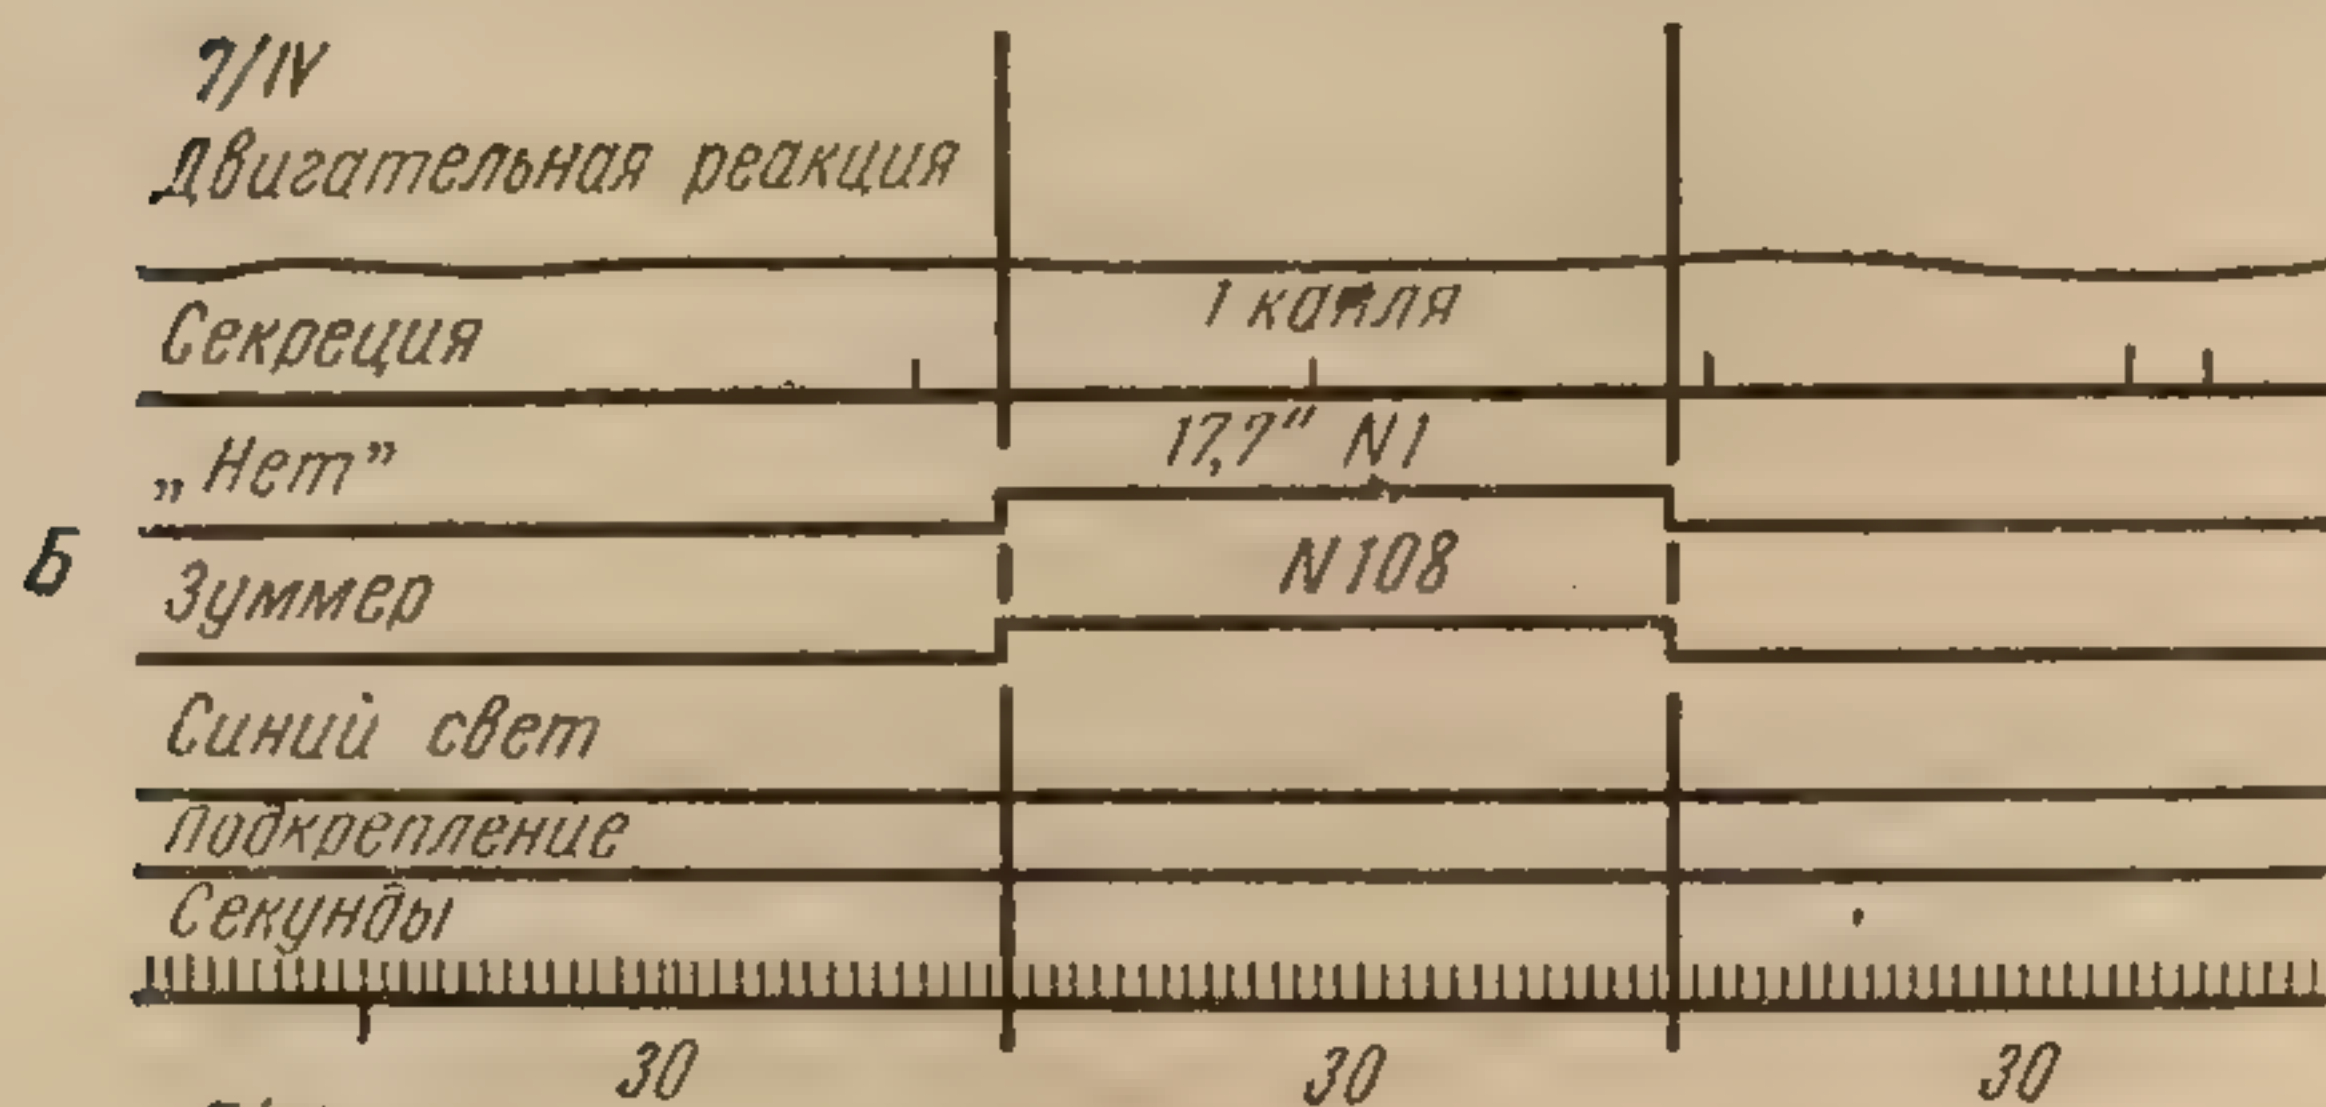 7/IV
Двигательная реакция
1 капля
Секреция
17,7" N1
„Нет”
N108
Б
Зуммер
Синий свет
Подкрепление
Секунды
30 30 30